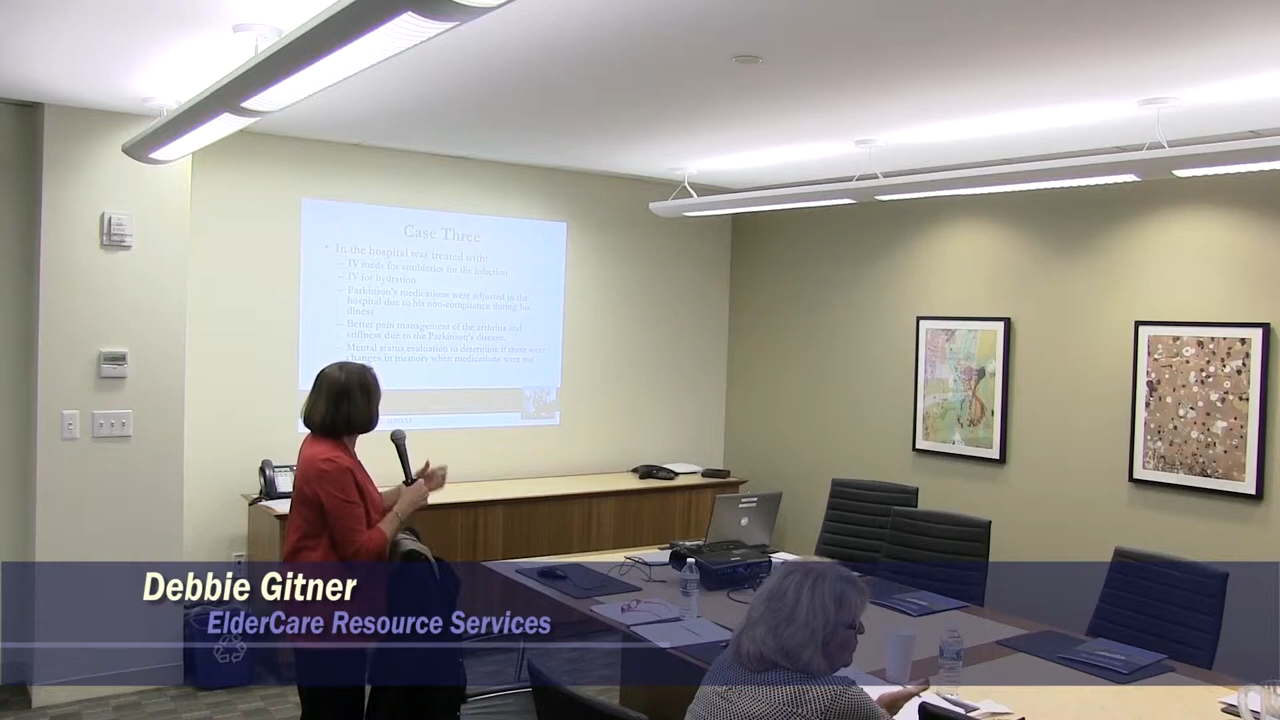 Case Three
• In the hospital was treated with:
– IV meds for antibiotics for the infection
– IV for hydration
– Parkinson's medications were adjusted in the
hospital due to his non-compliance during his
illness
– Better pain management of the arthritis and
stiffness due to the Parkinson's disease.
– Mental status evaluation to determine if there were
changes in memory when medications were not
Debbie Gitner
ElderCare Resource Services